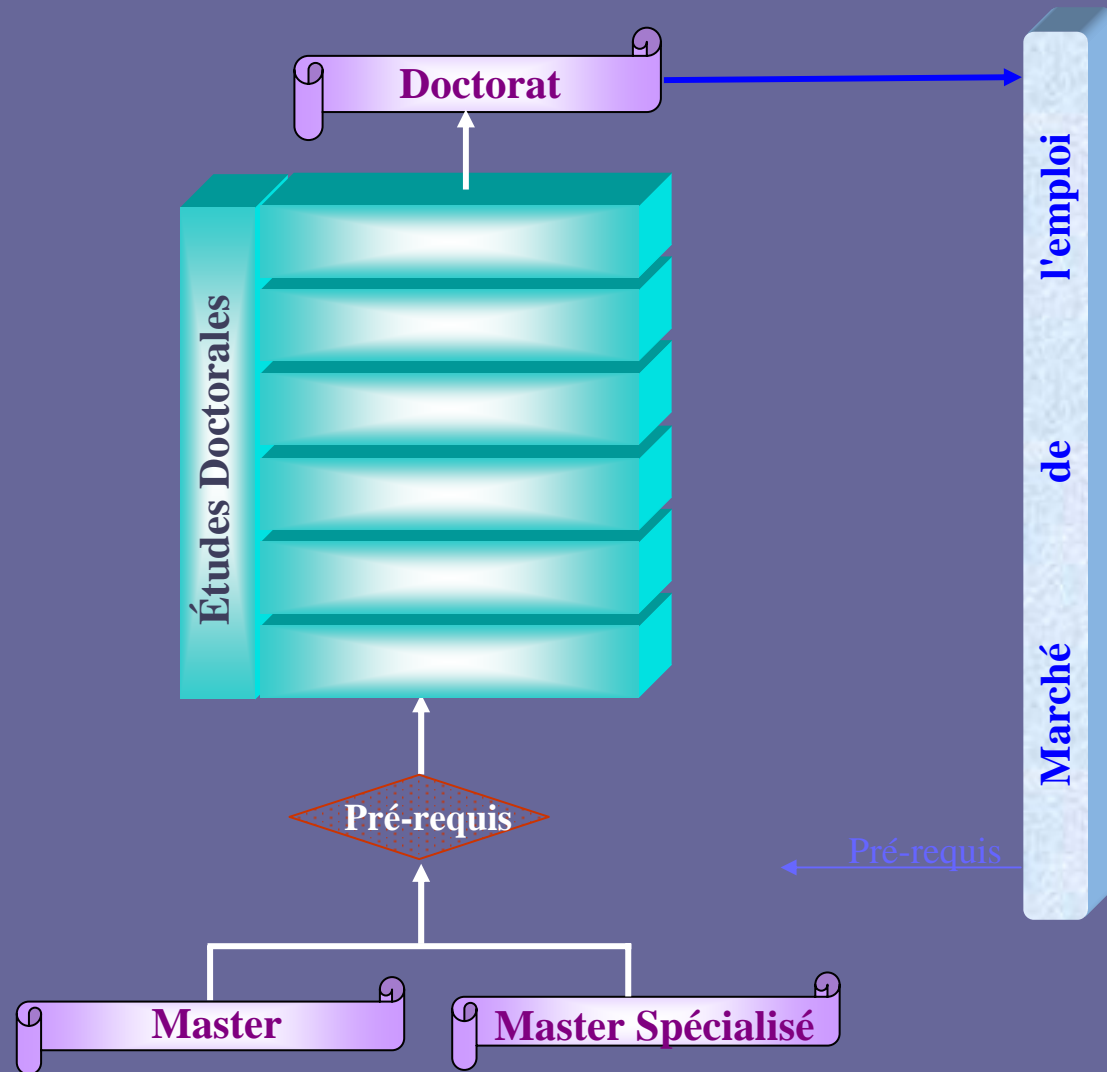 Doctorat
Études Doctorales
Marché de l'emploi
Pré-requis
Pré-requis
Master
Master Spécialisé